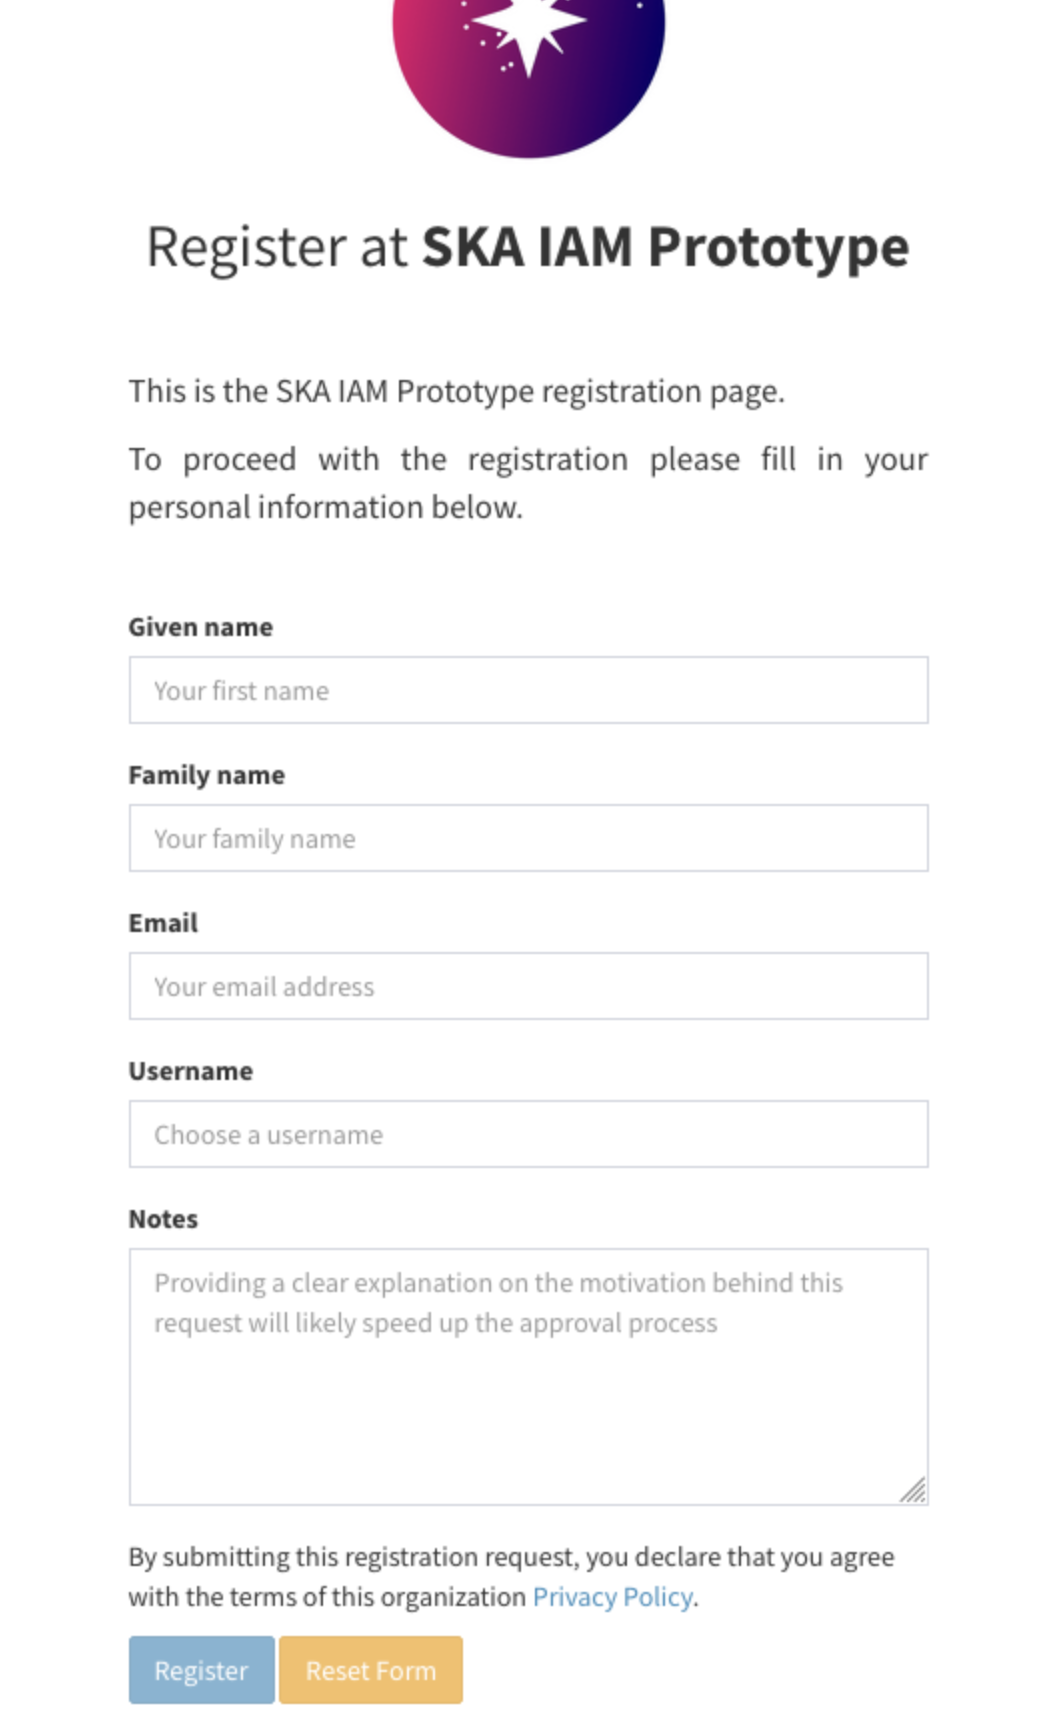 Register at SKA IAM Prototype
This is the SKA IAM Prototype registration page.
To proceed with the registration please fill in your
personal information below.
Given name
Your first name
Family name
Your family name
Email
Your email address
Username
Choose a username
Notes
Providing a clear explanation on the motivation behind this
request will likely speed up the approval process
By submitting this registration request, you declare that you agree
with the terms of this organization Privacy Policy.
Register Reset Form